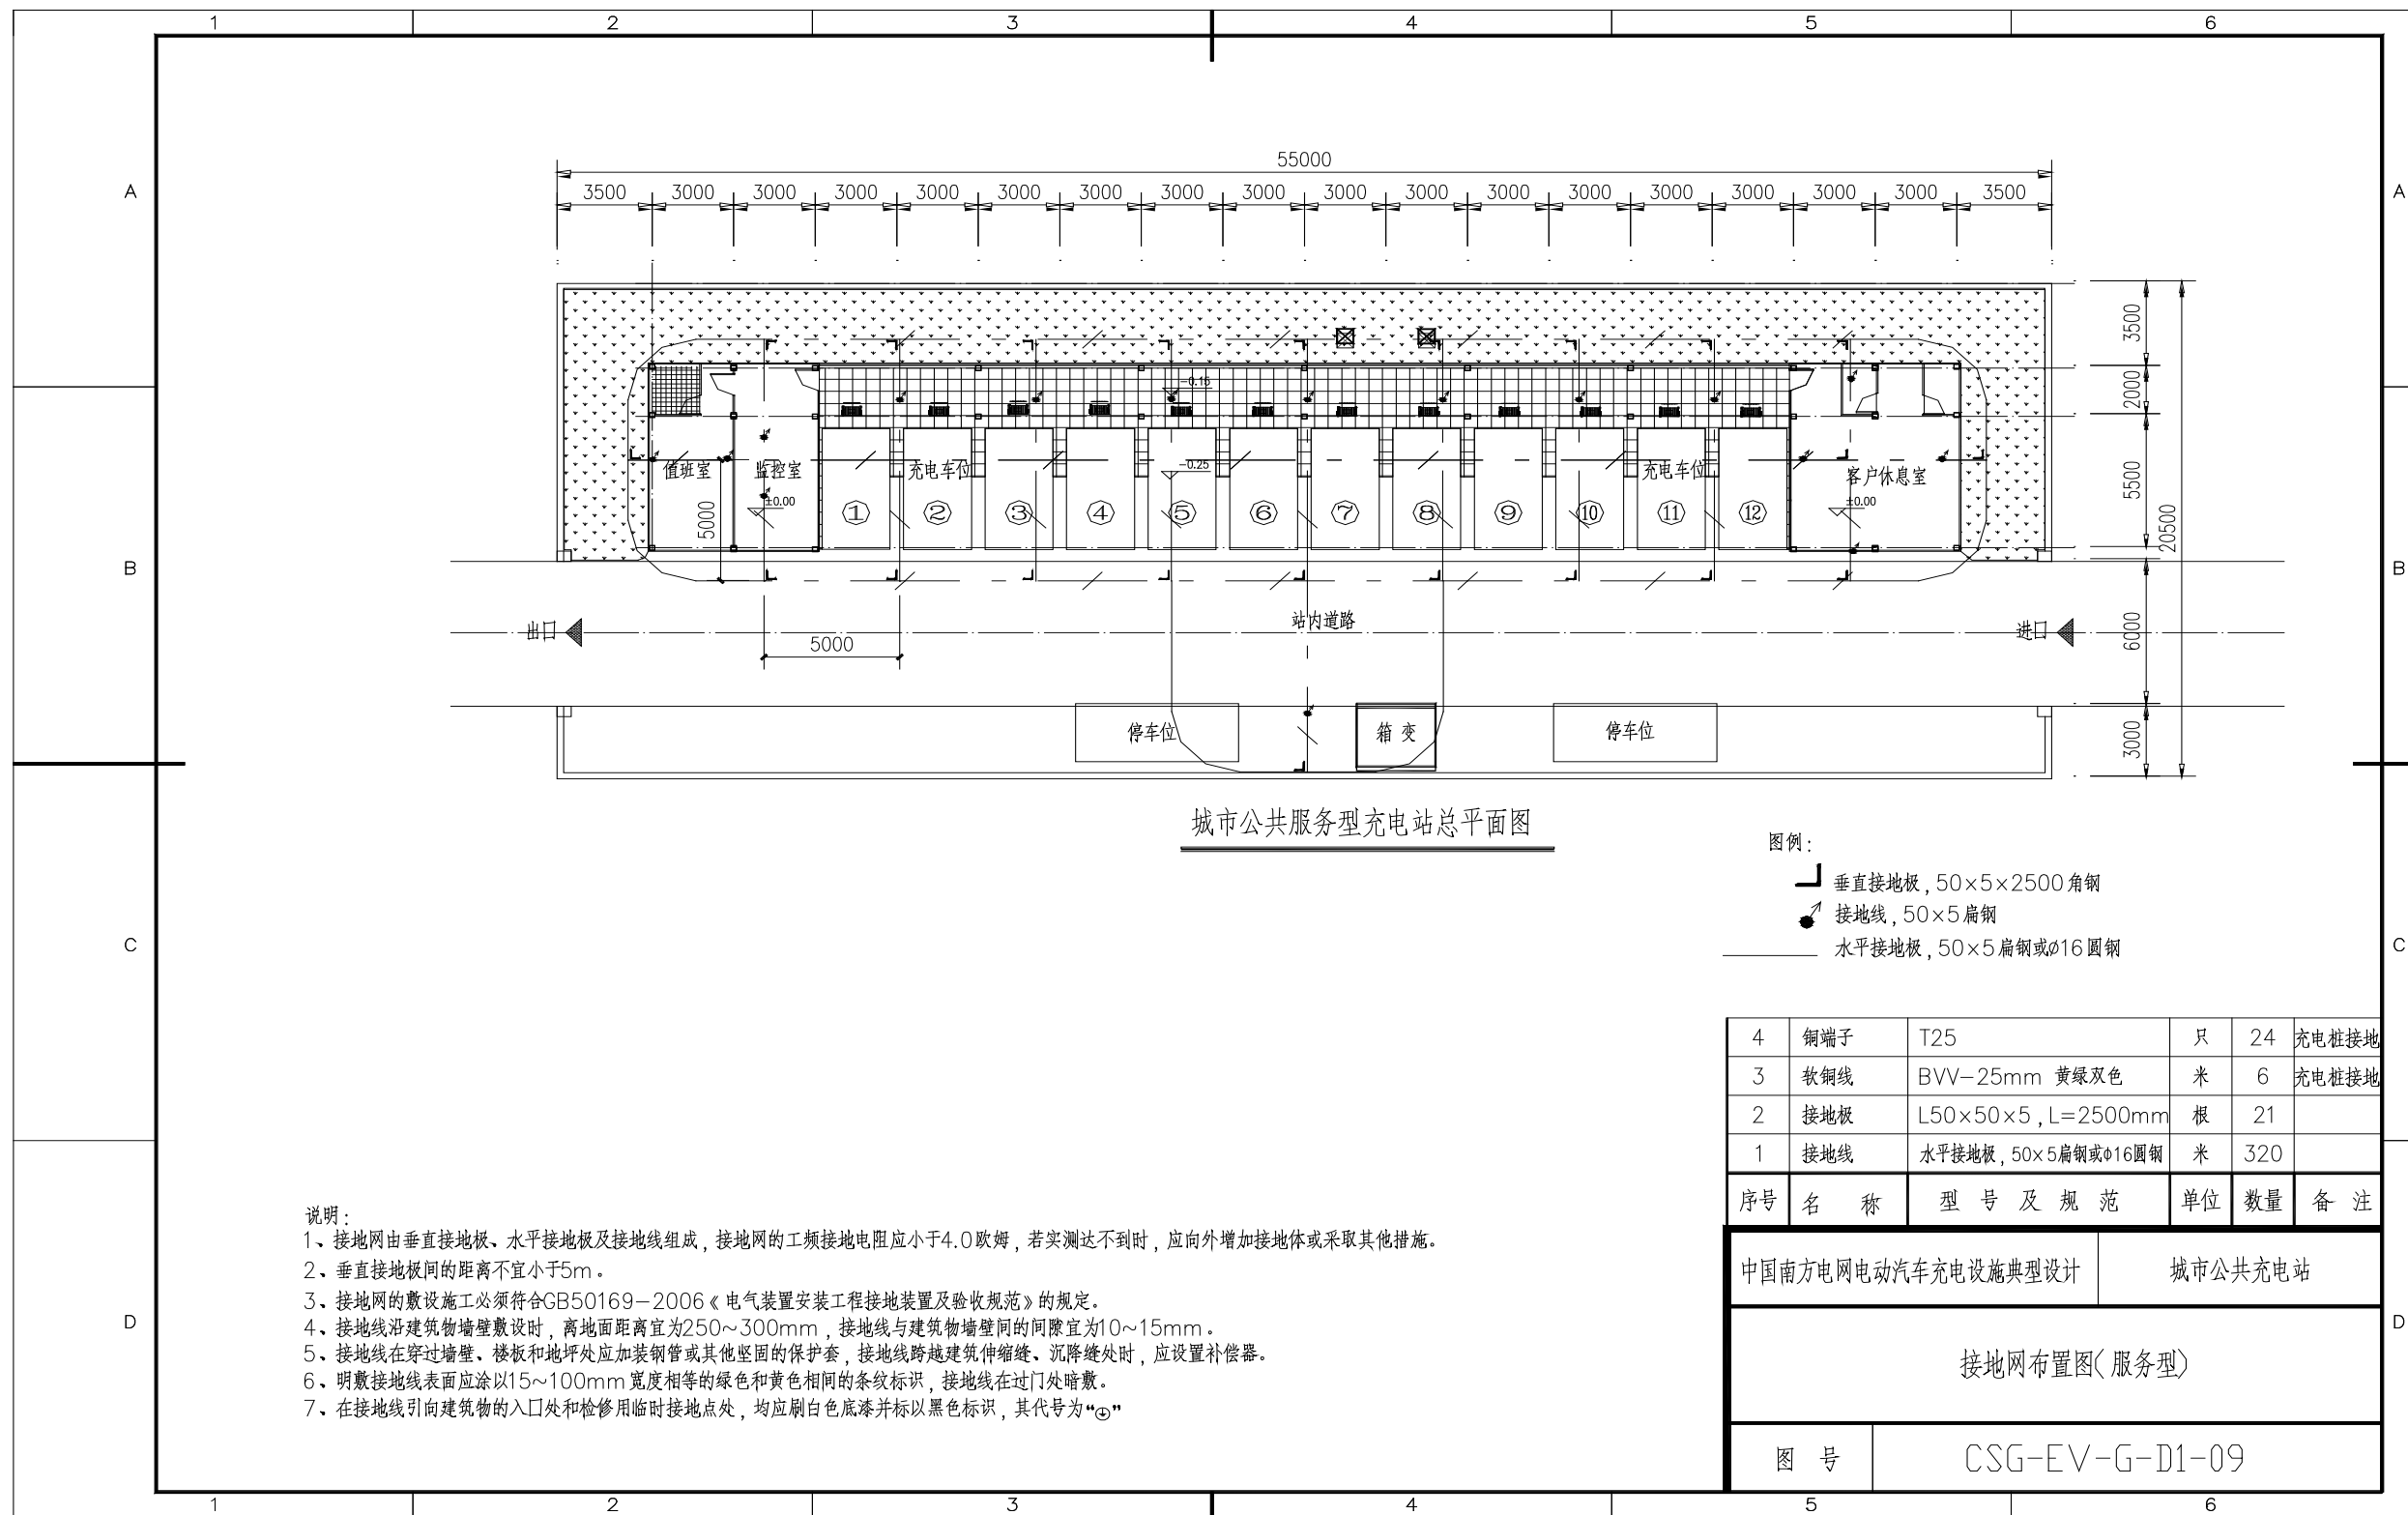 1 2 3 4 5 6
55000
3500 3000 3000 3000 3000 3000 3000 3000 3000 3000 3000 3000 3000 3000 3000 3000 3500
A A
3500
2000
5500
20500
6000
3000
-0.15
值班室 监控室 充电车位 -0.25 充电车位 客户休息室
±0.00 ±0.00
5000
① ② ③ ④ ⑤ ⑥ ⑦ ⑧ ⑨ ⑩ ⑪ ⑫
B B
出口 站内道路 进口
5000
停车位 箱变 停车位
城市公共服务型充电站总平面图
图例：
垂直接地极，50×5×2500角钢
接地线，50×5扁钢
水平接地极，50×5扁钢或Ø16圆钢
C C
4 铜端子 T25 只 24 充电桩接地
3 软铜线 BVV-25mm 黄绿双色 米 6 充电桩接地
2 接地极 L50×50×5，L=2500mm 根 21
1 接地线 水平接地极，50×5扁钢或Φ16圆钢 米 320
序号 名称 型号及规范 单位 数量 备注
说明：
1、接地网由垂直接地极、水平接地极及接地线组成，接地网的工频接地电阻应小于4.0欧姆，若实测达不到时，应向外增加接地体或采取其他措施。
2、垂直接地极间的距离不宜小于5m。
3、接地网的敷设施工必须符合GB50169-2006《电气装置安装工程接地装置及验收规范》的规定。
4、接地线沿建筑物墙壁敷设时，离地面距离宜为250~300mm，接地线与建筑物墙壁间的间隙宜为10~15mm。
5、接地线在穿过墙壁、楼板和地坪处应加装钢管或其他坚固的保护套，接地线跨越建筑伸缩缝、沉降缝处时，应设置补偿器。
6、明敷接地线表面应涂以15~100mm宽度相等的绿色和黄色相间的条纹标识，接地线在过门处暗敷。
7、在接地线引向建筑物的入口处和检修用临时接地点处，均应刷白色底漆并标以黑色标识，其代号为“⏚”
D D
中国南方电网电动汽车充电设施典型设计 城市公共充电站
接地网布置图(服务型)
图号 CSG-EV-G-D1-09
1 2 3 4 5 6